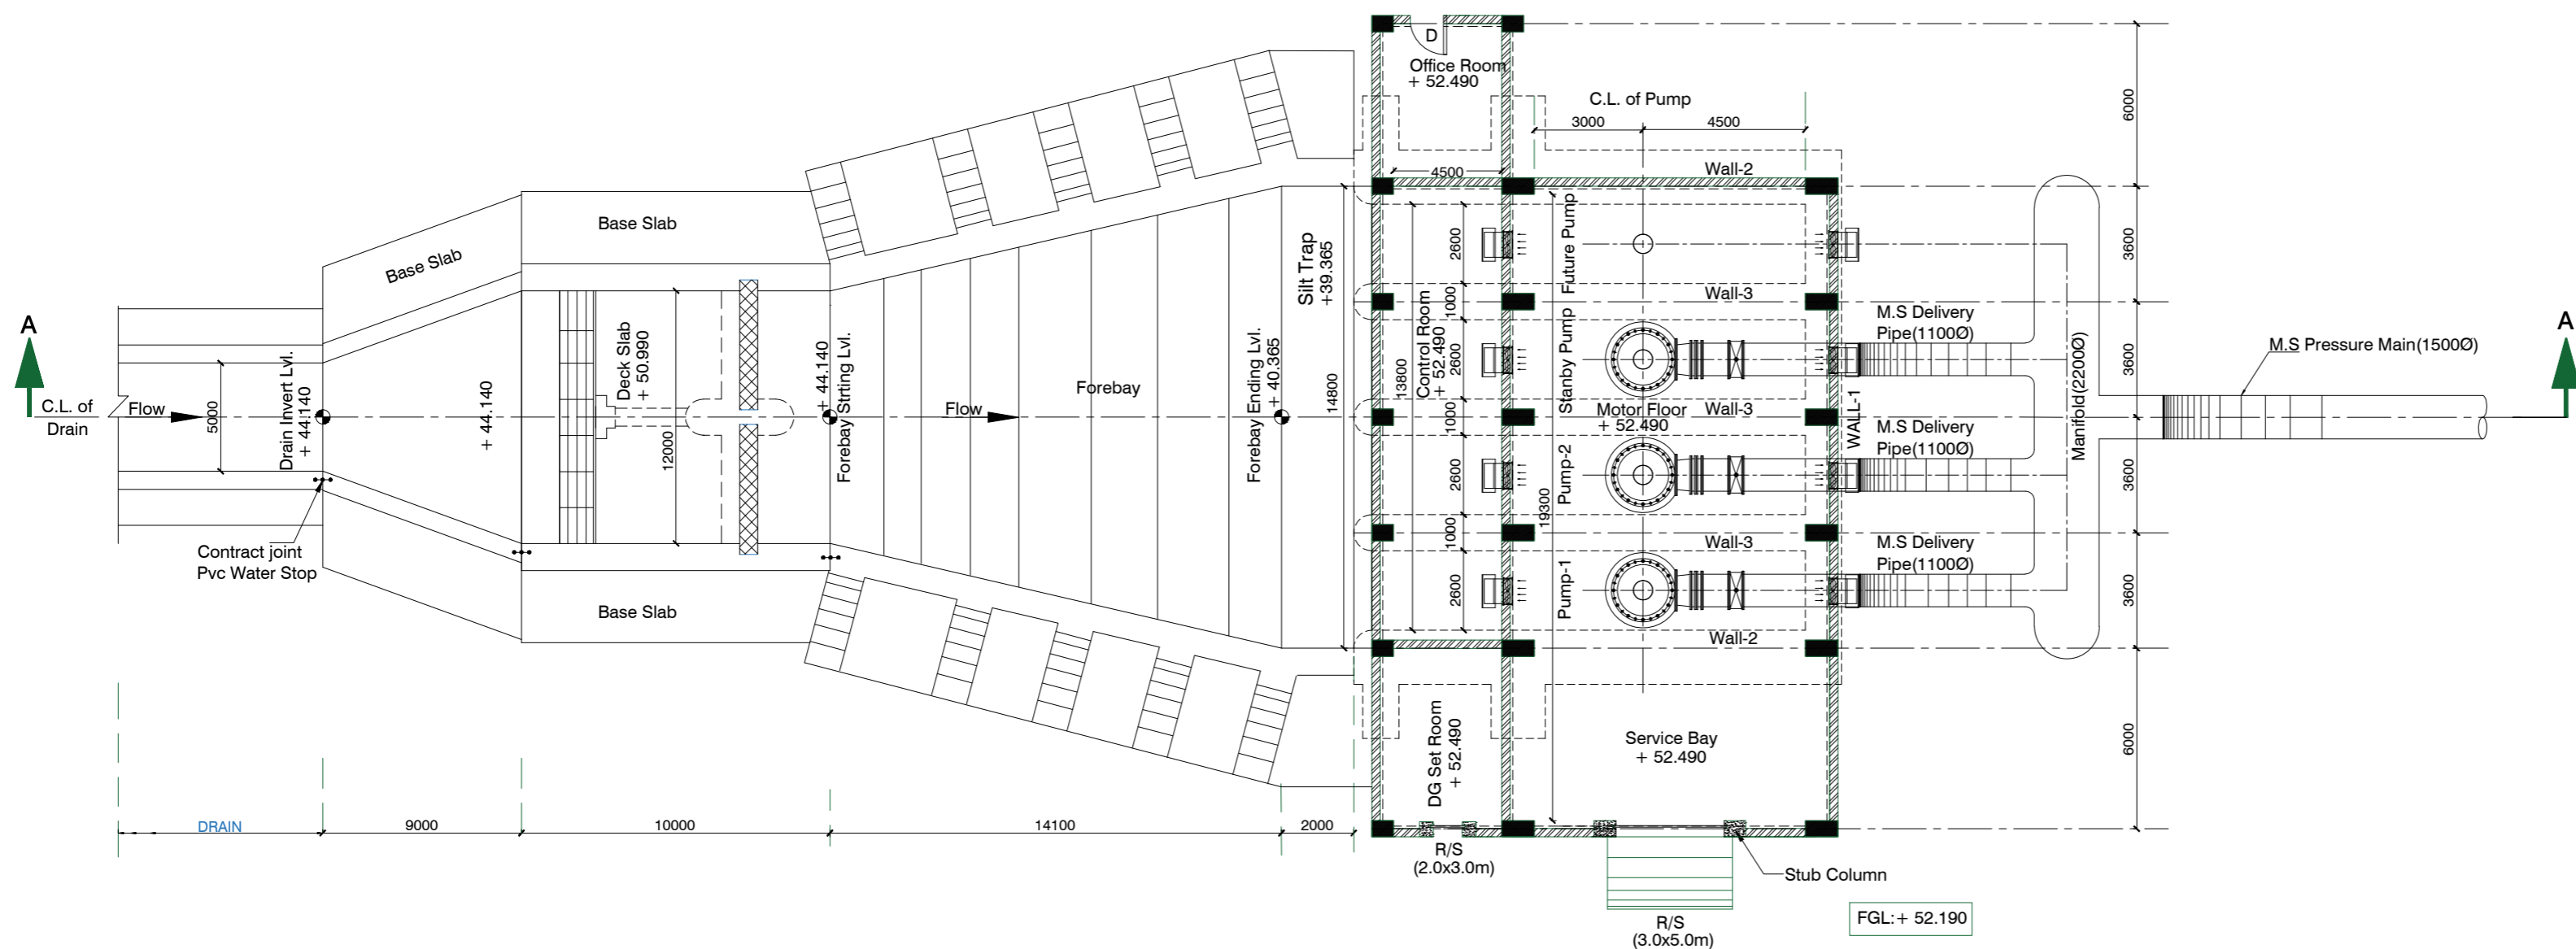 D
Office Room
+ 52.490
C.L. of Pump
3000
4500
6000
4500
Wall-2
Base Slab
Base Slab
Silt Trap
+39.365
2600
Future Pump
3600
Wall-3
1000
A
Deck Slab
+ 50.990
Control Room
+ 52.490
13800
2600
Stanby Pump
M.S Delivery
Pipe(1100Ø)
3600
A
M.S Pressure Main(1500Ø)
C.L. of
Drain
Flow
5000
Drain Invert Lvl.
+ 44.140
+ 44.140
12000
+ 44.140
Forebay Strting Lvl.
Flow
Forebay
Forebay Ending Lvl.
+ 40.365
14800
1000
Motor Floor
+ 52.490
Wall-3
WALL-1
M.S Delivery
Pipe(1100Ø)
Manifold(2200Ø)
2600
Pump-2
3600
19300
1000
Wall-3
Contract joint
Pvc Water Stop
M.S Delivery
Pipe(1100Ø)
2600
Pump-1
3600
Base Slab
Wall-2
DG Set Room
+ 52.490
Service Bay
+ 52.490
6000
DRAIN
9000
10000
14100
2000
R/S
(2.0x3.0m)
Stub Column
R/S
(3.0x5.0m)
FGL:+ 52.190